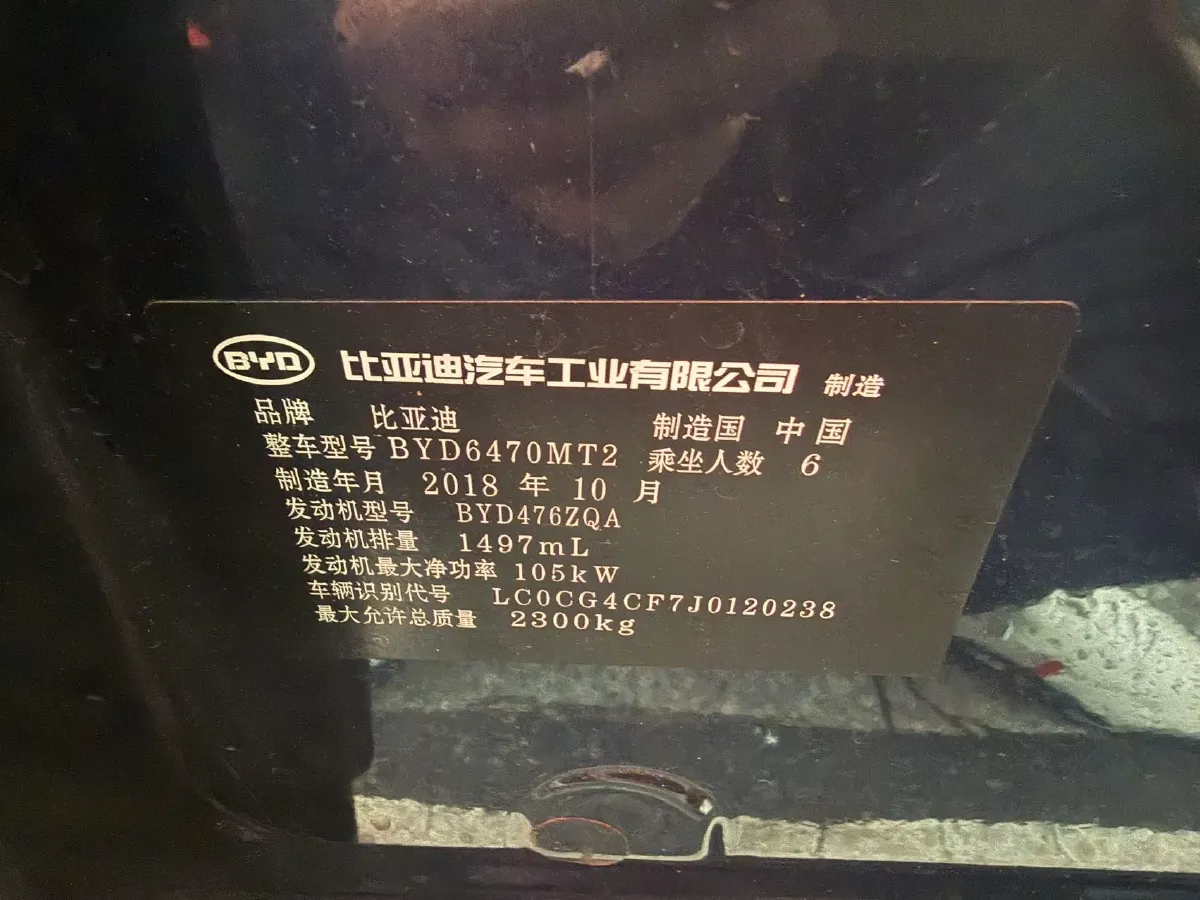 BYD 比亚迪汽车工业有限公司 制造
品牌 比亚迪 制造国 中国
整车型号 BYD6470MT2 乘坐人数 6
制造年月 2018 年 10 月
发动机型号 BYD476ZQA
发动机排量 1497mL
发动机最大净功率 105kW
车辆识别代号 LC0CG4CF7J0120238
最大允许总质量 2300kg